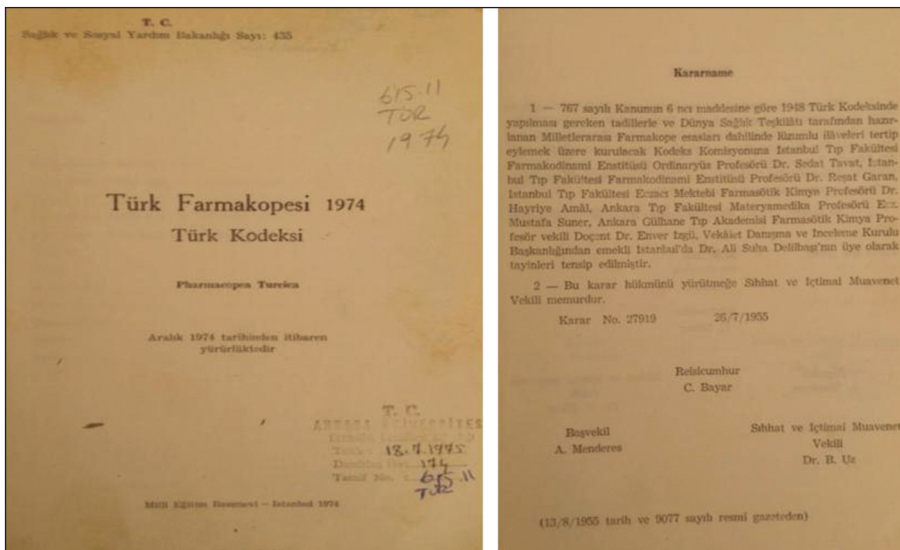 T. C.
Sağlık ve Sosyal Yardım Bakanlığı Sayı: 435
615.11
TÜR
1974
Türk Farmakopesi 1974
Türk Kodeksi
Pharmacopea Turcica
Aralık 1974 tarihinden itibaren
yürürlüktedir
T. C.
ANKARA ÜNİVERSİTES
18.7.1975
174
615.11
TÜR
Milli Eğitim Basımevi — İstanbul 1974
Kararname
1 — 767 sayılı Kanunun 6 ncı maddesine göre 1948 Türk Kodeksinde
yapılması gereken tadillerle ve Dünya Sağlık Teşkilâtı tarafından hazır-
lanan Milletlerarası Farmakope esasları dahilinde lüzumlu ilâveleri tertip
eylemek üzere kurulacak Kodeks Komisyonuna İstanbul Tıp Fakültesi
Farmakodinami Enstitüsü Ordinaryüs Profesörü Dr. Sedat Tavat, İstan-
bul Tıp Fakültesi Farmakodinami Enstitüsü Profesörü Dr. Reşat Garan,
İstanbul Tıp Fakültesi Eczacı Mektebi Farmasötik Kimya Profesörü Dr.
Hayriye Amâl, Ankara Tıp Fakültesi Materyamedika Profesörü Ecz.
Mustafa Suner, Ankara Gülhane Tıp Akademisi Farmasötik Kimya Pro-
fesör vekili Doçent Dr. Enver İzgü, Vekâlet Danışma ve İnceleme Kurulu
Başkanlığından emekli İstanbul'da Dr. Ali Suha Delilbaşı'nın üye olarak
tayinleri tensip edilmiştir.
2 — Bu karar hükmünü yürütmeğe Sıhhat ve İçtimai Muavenet
Vekili memurdur.
Karar No. 27919 26/7/1955
Reisicumhur
C. Bayar
Başvekil
A. Menderes
Sıhhat ve İçtimai Muavenet
Vekili
Dr. B. Uz
(13/8/1955 tarih ve 9077 sayılı resmi gazeteden)